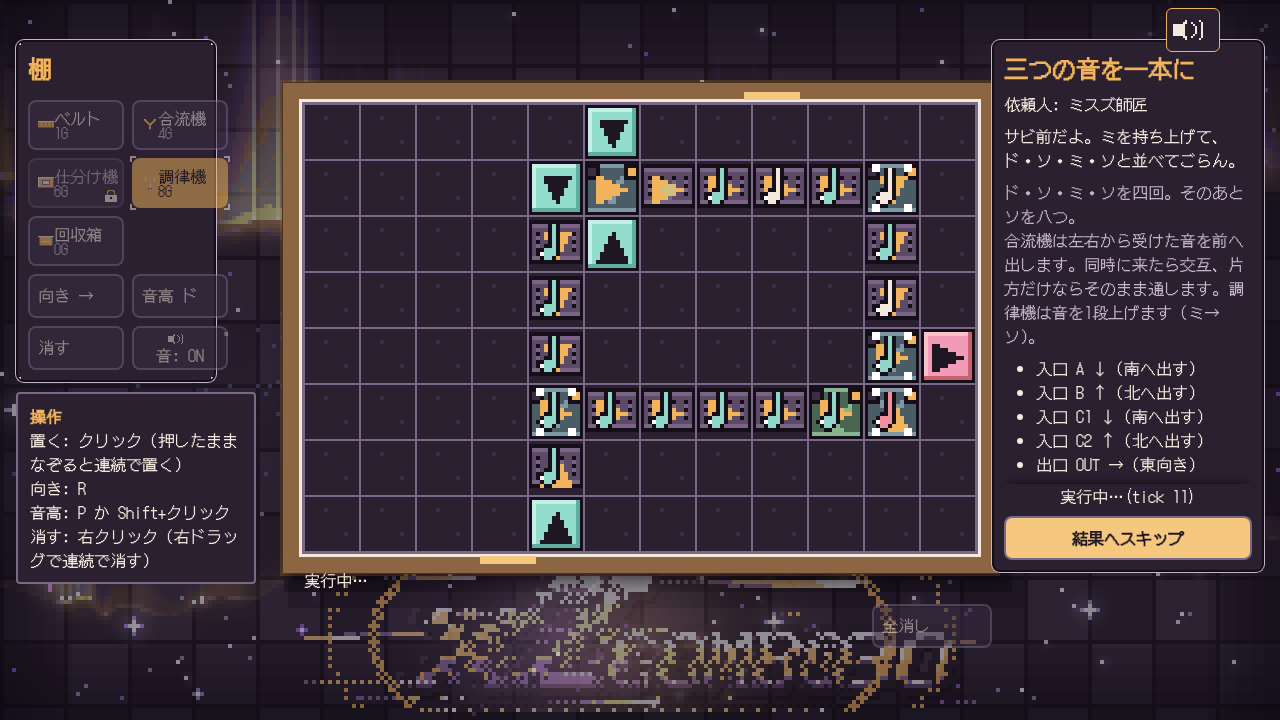 棚
ベルト
1G
合流機
4G
仕分け機
6G
調律機
8G
回収箱
0G
向き →
音高 ド
消す
音: ON
操作
置く: クリック（押したまま
なぞると連続で置く）
向き: R
音高: P か Shift+クリック
消す: 右クリック（右ドラッ
グで連続で消す）
実行中…
全消し
三つの音を一本に
依頼人: ミスズ師匠
サビ前だよ。ミを持ち上げて、
ド・ソ・ミ・ソと並べてごらん。
ド・ソ・ミ・ソを四回。そのあと
ソを八つ。
合流機は左右から受けた音を前へ
出します。同時に来たら交互、片
方だけならそのまま通します。調
律機は音を1段上げます（ミ→
ソ）。
入口 A ↓（南へ出す）
入口 B ↑（北へ出す）
入口 C1 ↓（南へ出す）
入口 C2 ↑（北へ出す）
出口 OUT →（東向き）
実行中…(tick 11)
結果へスキップ